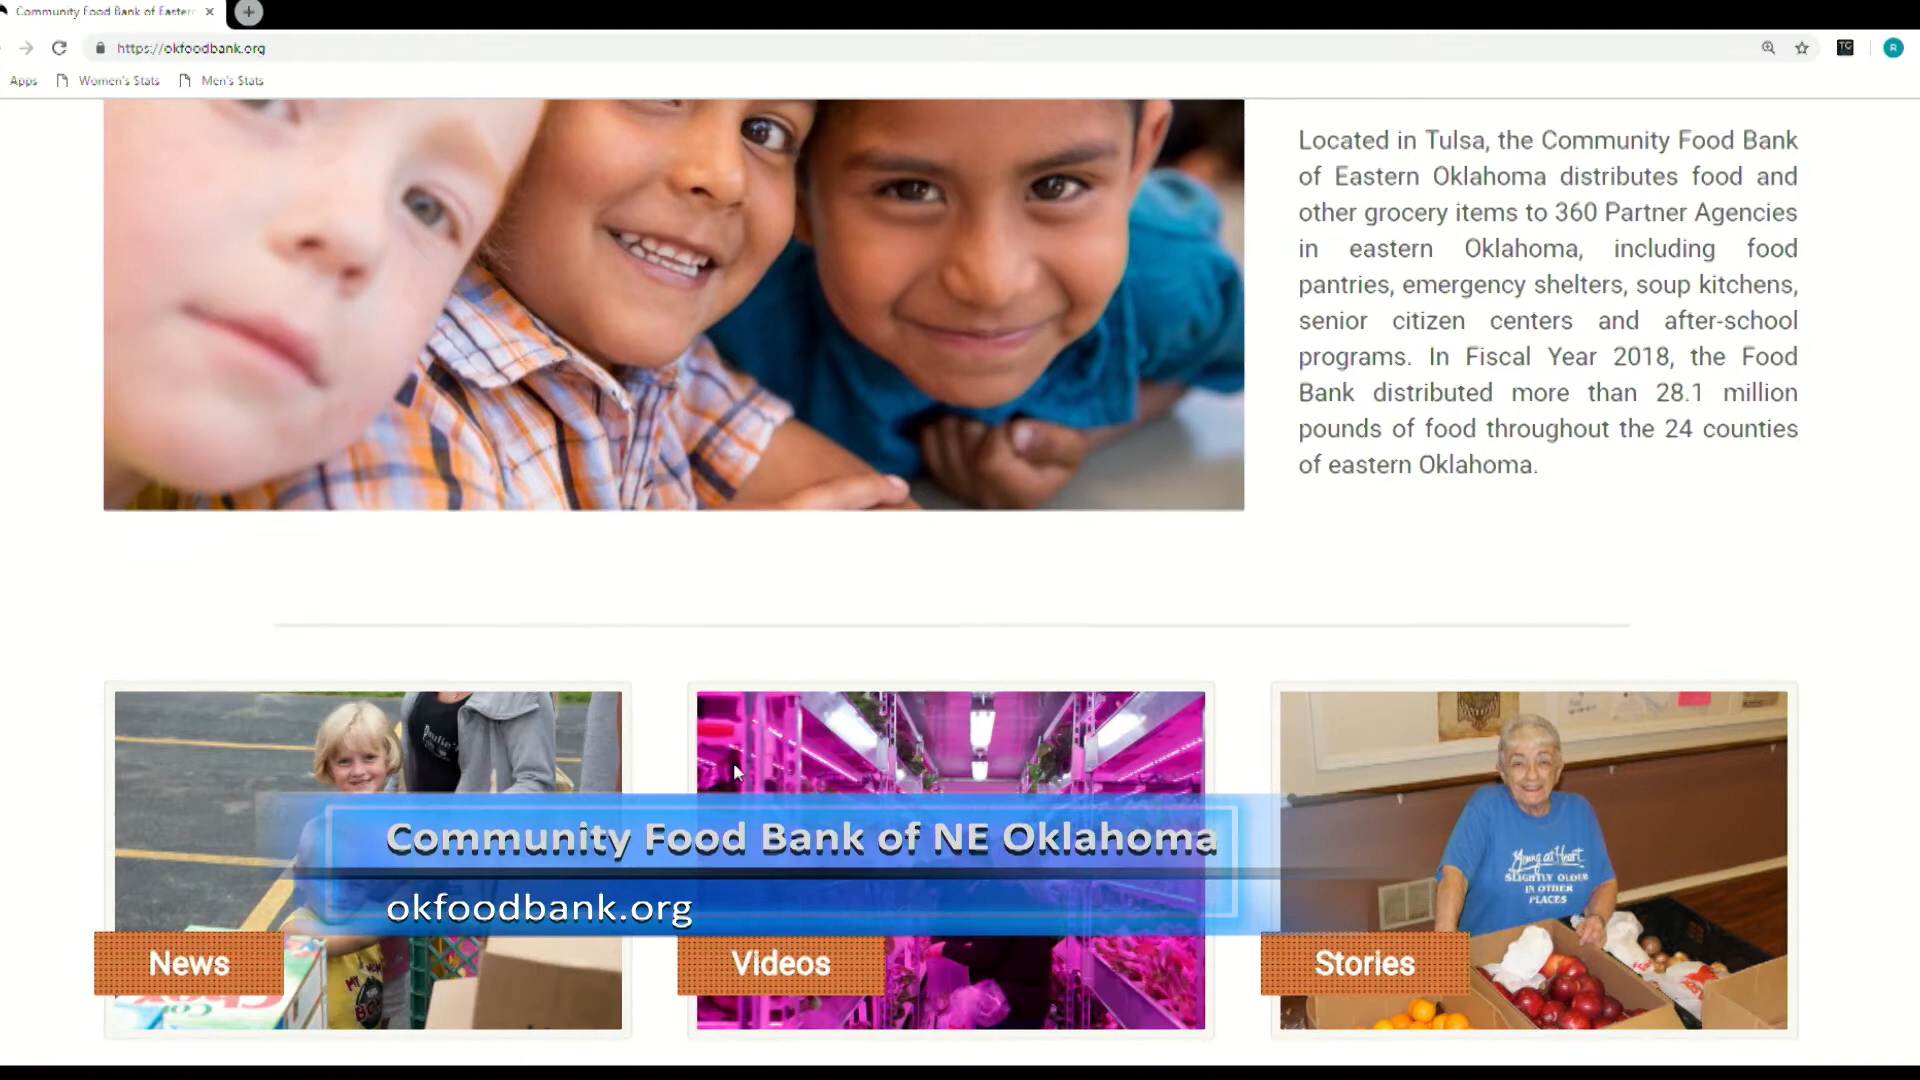 Community Food Bank of Easter
https://okfoodbank.org
TG
R
Apps
Women's Stats
Men's Stats
Located in Tulsa, the Community Food Bank
of Eastern Oklahoma distributes food and
other grocery items to 360 Partner Agencies
in eastern Oklahoma, including food
pantries, emergency shelters, soup kitchens,
senior citizen centers and after-school
programs. In Fiscal Year 2018, the Food
Bank distributed more than 28.1 million
pounds of food throughout the 24 counties
of eastern Oklahoma.
Young at Heart
SLIGHTLY OLDER
IN OTHER
PLACES
Community Food Bank of NE Oklahoma
okfoodbank.org
News
Videos
Stories